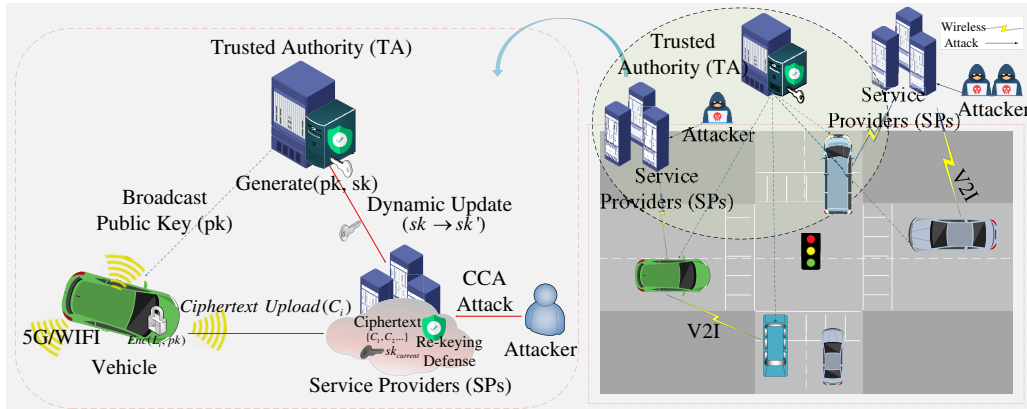 Trusted Authority (TA)
Generate(pk, sk)
Broadcast
Public Key (pk)
Dynamic Update
(sk → sk')
Ciphertext Upload(C_i)
CCA
Attack
5G/WIFI
Enc(L_i, pk)
Vehicle
Ciphertext
{C_1, C_2...}
sk_current
Re-keying
Defense
Attacker
Service Providers (SPs)
Trusted
Authority (TA)
Attacker
Service
Providers (SPs)
Service
Providers (SPs)
Attacker
Wireless
Attack
V2I
V2I